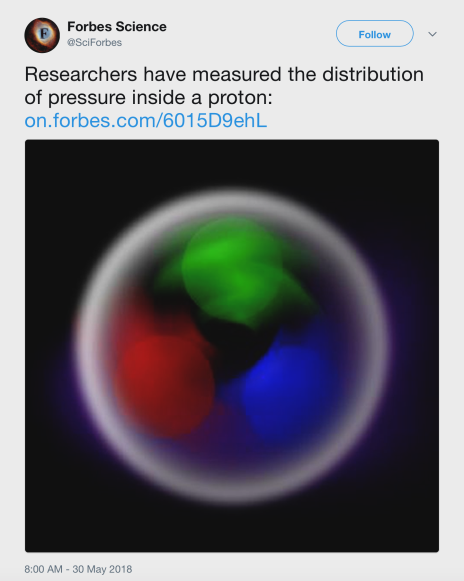 Forbes Science
@SciForbes
Follow
Researchers have measured the distribution
of pressure inside a proton:
on.forbes.com/6015D9ehL
F
8:00 AM - 30 May 2018